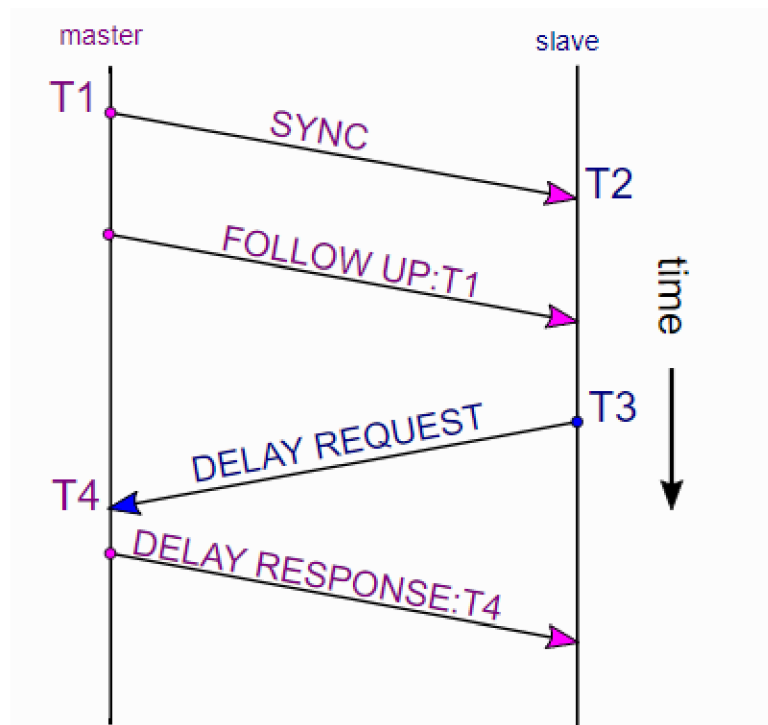 master
slave
T1
SYNC
T2
FOLLOW UP:T1
time
T3
DELAY REQUEST
T4
DELAY RESPONSE:T4